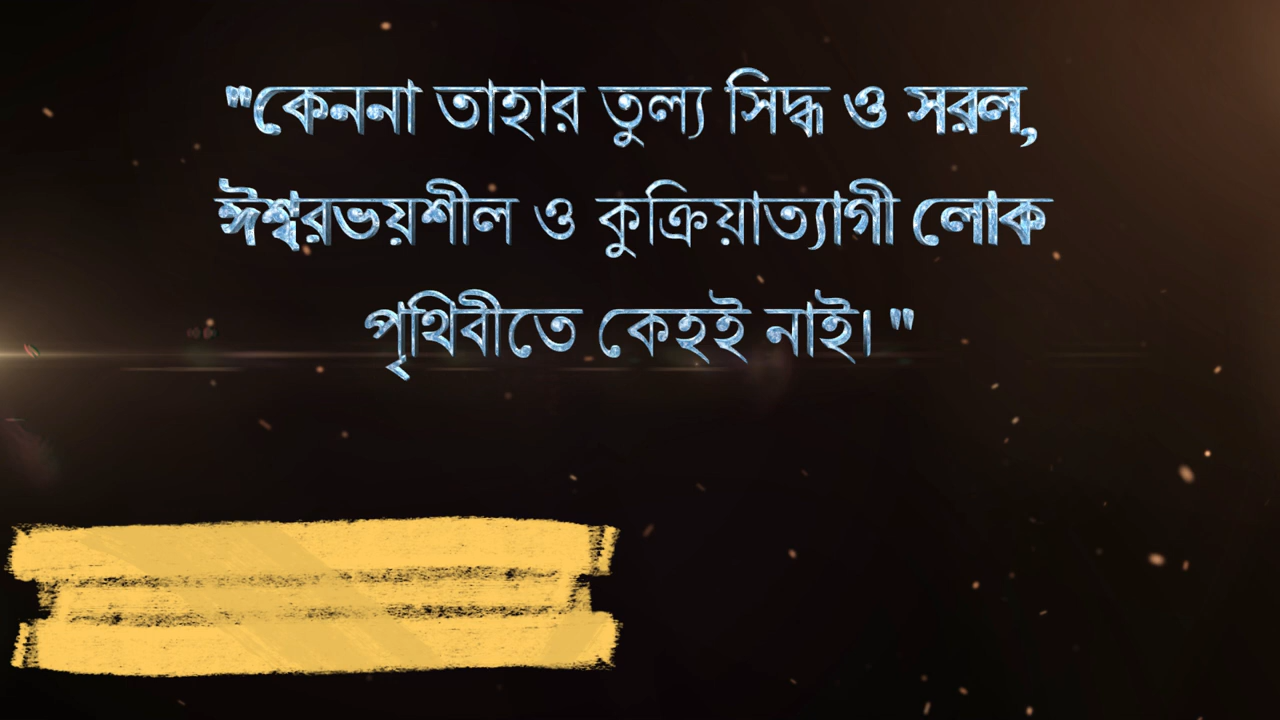 "কেননা তাহার তুল্য সিদ্ধ ও সরল,
ঈশ্বরভয়শীল ও কুক্রিয়াত্যাগী লোক
পৃথিবীতে কেহই নাই। "